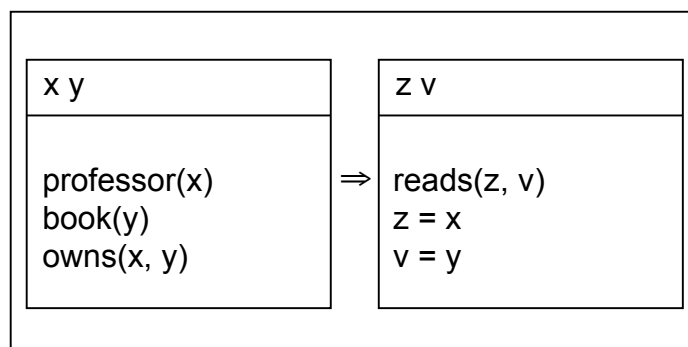 x y
professor(x)
book(y)
owns(x, y)
⇒
z v
reads(z, v)
z = x
v = y